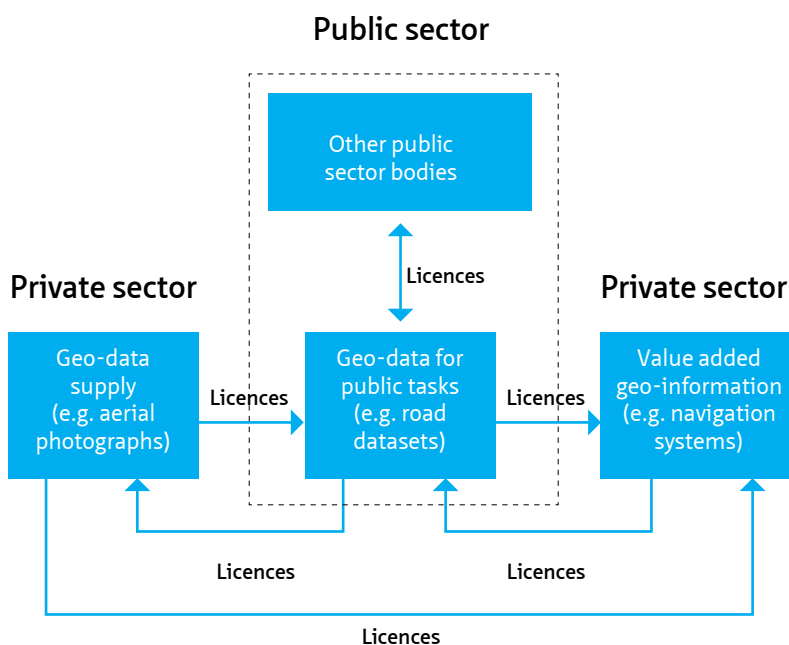 Public sector
Other public
sector bodies
Licences
Private sector
Private sector
Geo-data
supply
(e.g. aerial
photographs)
Licences
Geo-data for
public tasks
(e.g. road
datasets)
Licences
Value added
geo-information
(e.g. navigation
systems)
Licences
Licences
Licences